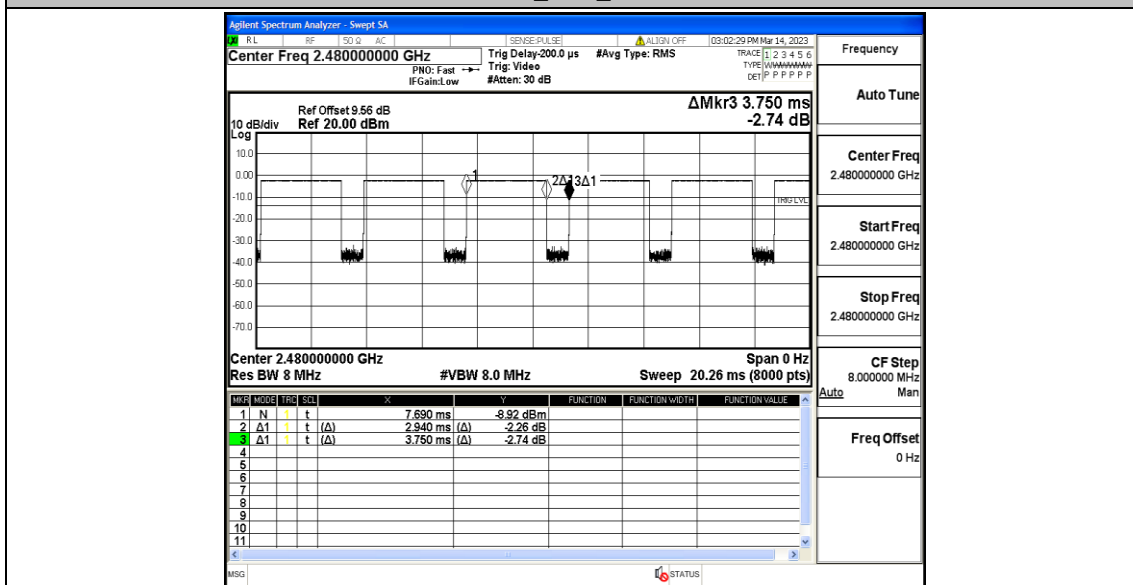 Agilent Spectrum Analyzer - Swept SA
RL RF 50 Ω AC SENSE:PULSE ALIGN OFF 03:02:29 PM Mar 14, 2023
Center Freq 2.480000000 GHz
PNO: Fast
IFGain:Low
Trig Delay-200.0 µs
Trig: Video
#Atten: 30 dB
#Avg Type: RMS
TRACE 1 2 3 4 5 6
TYPE WWWWWW
DET P P P P P P
Ref Offset 9.56 dB
10 dB/div Ref 20.00 dBm
Log
ΔMkr3 3.750 ms
-2.74 dB
10.0
0.00
-10.0
-20.0
-30.0
-40.0
-50.0
-60.0
-70.0
1
2Δ13Δ1
TRIG LVL
Center 2.480000000 GHz Span 0 Hz
Res BW 8 MHz #VBW 8.0 MHz Sweep 20.26 ms (8000 pts)
MKR MODE TRC SCL X Y FUNCTION FUNCTION WIDTH FUNCTION VALUE
1 N 1 t 7.690 ms -8.92 dBm
2 Δ1 1 t (Δ) 2.940 ms (Δ) -2.26 dB
3 Δ1 1 t (Δ) 3.750 ms (Δ) -2.74 dB
4
5
6
7
8
9
10
11
MSG STATUS
Frequency
Auto Tune
Center Freq
2.480000000 GHz
Start Freq
2.480000000 GHz
Stop Freq
2.480000000 GHz
CF Step
8.000000 MHz
Auto Man
Freq Offset
0 Hz